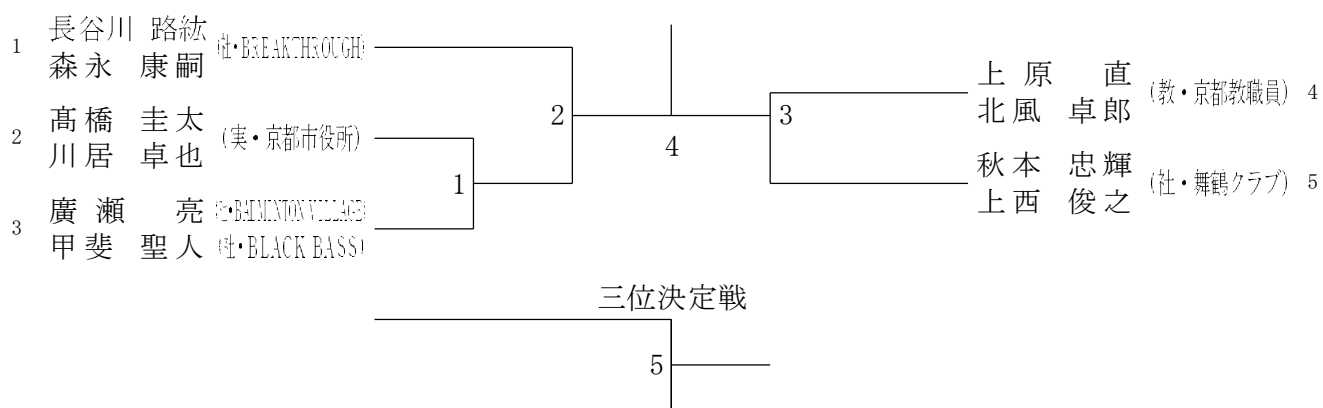 1 長谷川 路紘 (社・BREAKTHROUGH)
森永 康嗣
2 髙橋 圭太 (実・京都市役所)
川居 卓也
3 廣瀬 亮 (社・BADMINTON VILLAGE)
甲斐 聖人 (社・BLACK BASS)
2
1
4
3
上原 直 (教・京都教職員) 4
北風 卓郎
秋本 忠輝 (社・舞鶴クラブ) 5
上西 俊之
三位決定戦
5